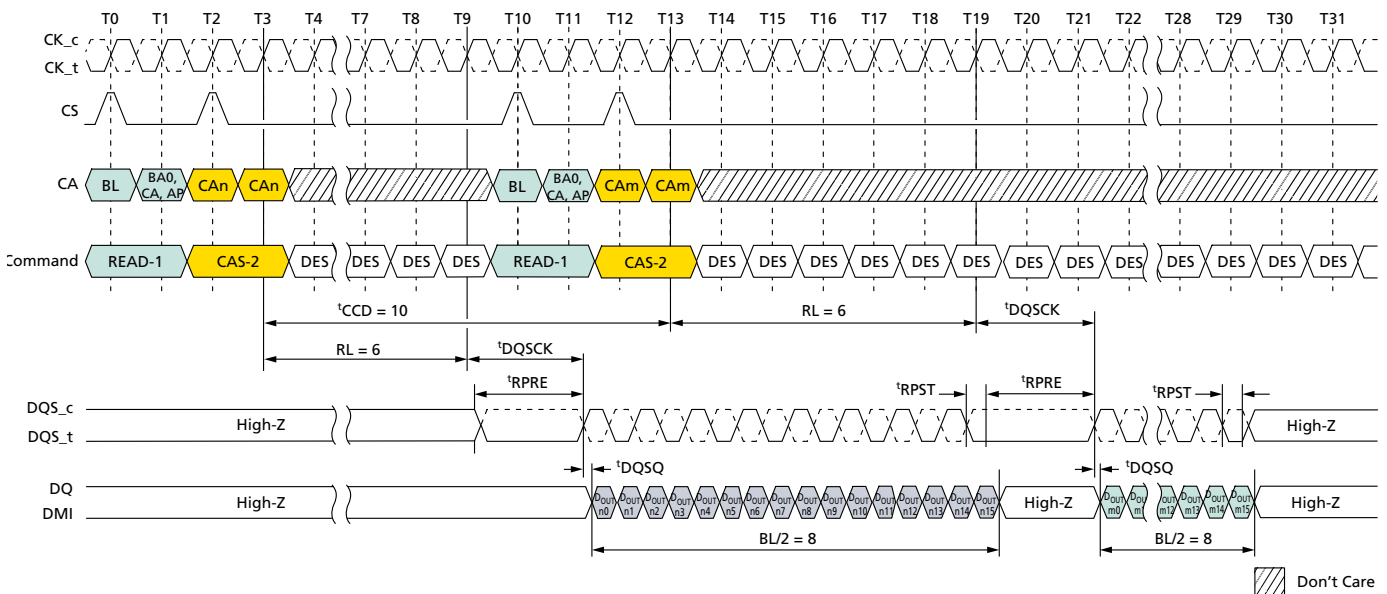 T0 T1 T2 T3 T4 T7 T8 T9 T10 T11 T12 T13 T14 T15 T16 T17 T18 T19 T20 T21 T22 T28 T29 T30 T31
CK_c
CK_t
CS
CA BL BA0, CA, AP CAn CAn BL BA0, CA, AP CAm CAm
Command READ-1 CAS-2 DES DES DES DES READ-1 CAS-2 DES DES DES DES DES DES DES DES DES DES DES DES DES
tCCD = 10 RL = 6 tDQSCK
RL = 6 tDQSCK
tRPRE tRPST tRPRE tRPST
DQS_c
DQS_t
High-Z High-Z
tDQSQ tDQSQ
DQ
DMI
High-Z DOUT n0 DOUT n1 DOUT n2 DOUT n3 DOUT n4 DOUT n5 DOUT n6 DOUT n7 DOUT n8 DOUT n9 DOUT n10 DOUT n11 DOUT n12 DOUT n13 DOUT n14 DOUT n15 High-Z DOUT m0 m12 DOUT m13 DOUT m14 DOUT m15 High-Z
BL/2 = 8 BL/2 = 8
Don't Care